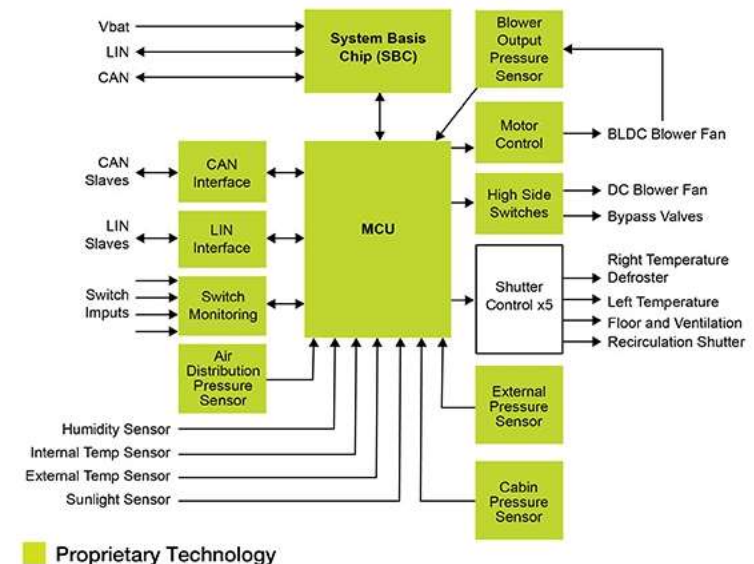 Vbat
LIN
CAN
System Basis
Chip (SBC)
Blower
Output
Pressure
Sensor
Motor
Control
BLDC Blower Fan
CAN
Slaves
CAN
Interface
MCU
High Side
Switches
DC Blower Fan
Bypass Valves
LIN
Slaves
LIN
Interface
Switch
Imputs
Switch
Monitoring
Shutter
Control x5
Right Temperature
Defroster
Left Temperature
Floor and Ventilation
Recirculation Shutter
Air
Distribution
Pressure
Sensor
External
Pressure
Sensor
Humidity Sensor
Internal Temp Sensor
External Temp Sensor
Sunlight Sensor
Cabin
Pressure
Sensor
Proprietary Technology